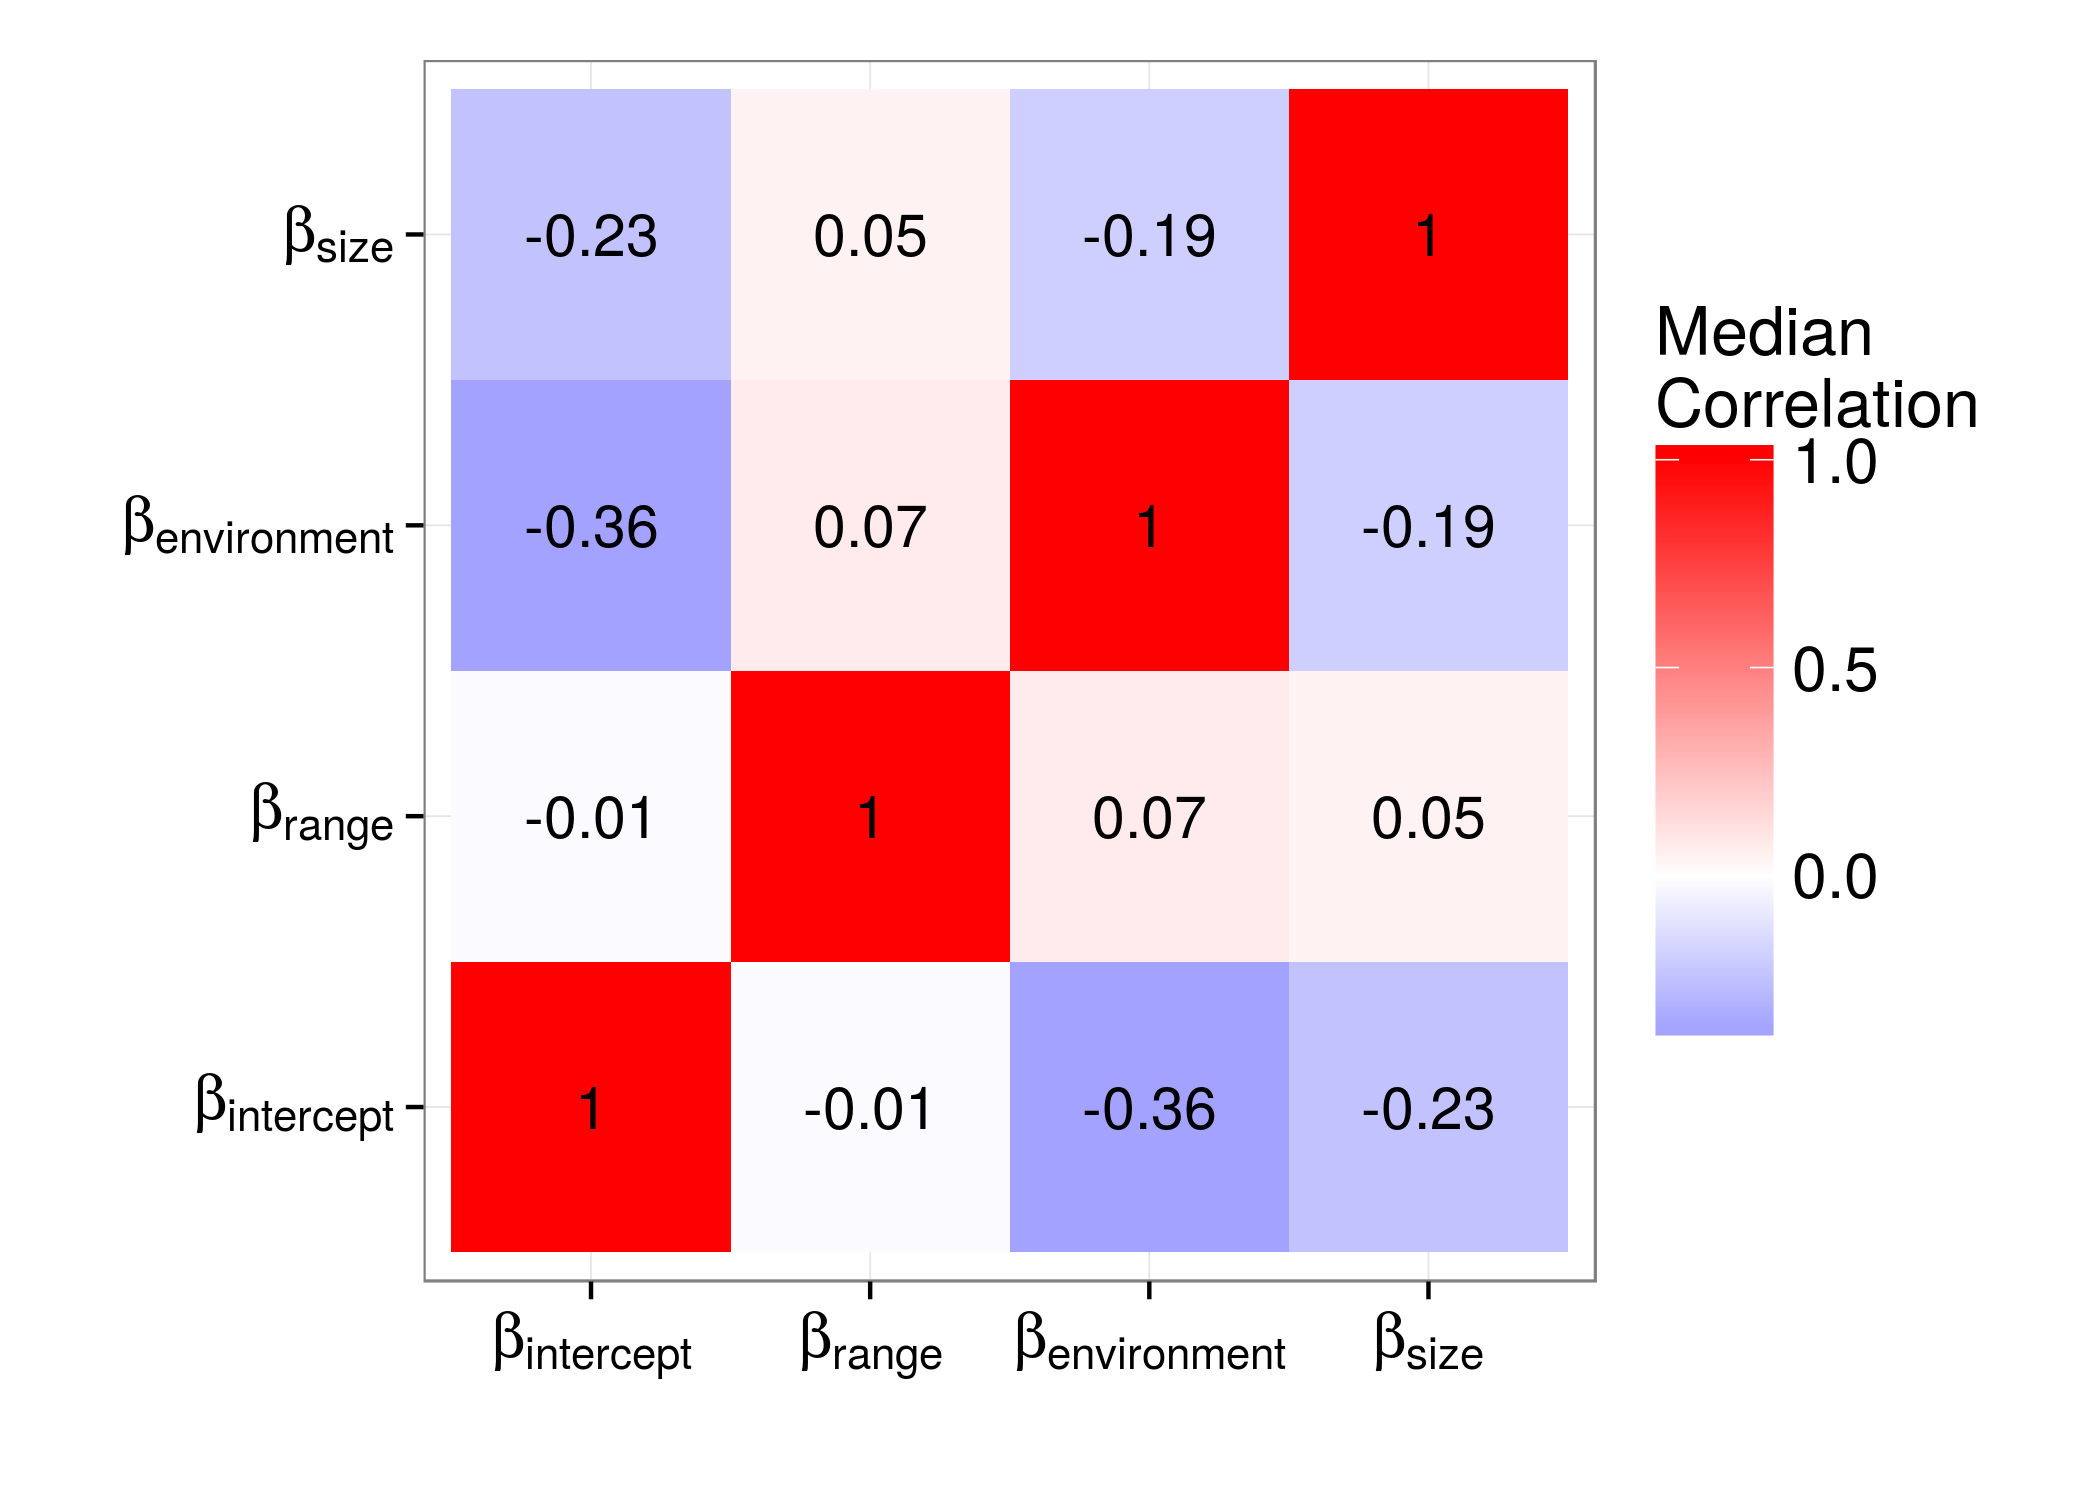 βsize -0.23 0.05 -0.19 1
βenvironment -0.36 0.07 1 -0.19
βrange -0.01 1 0.07 0.05
βintercept 1 -0.01 -0.36 -0.23
βintercept βrange βenvironment βsize
Median
Correlation
1.0
0.5
0.0